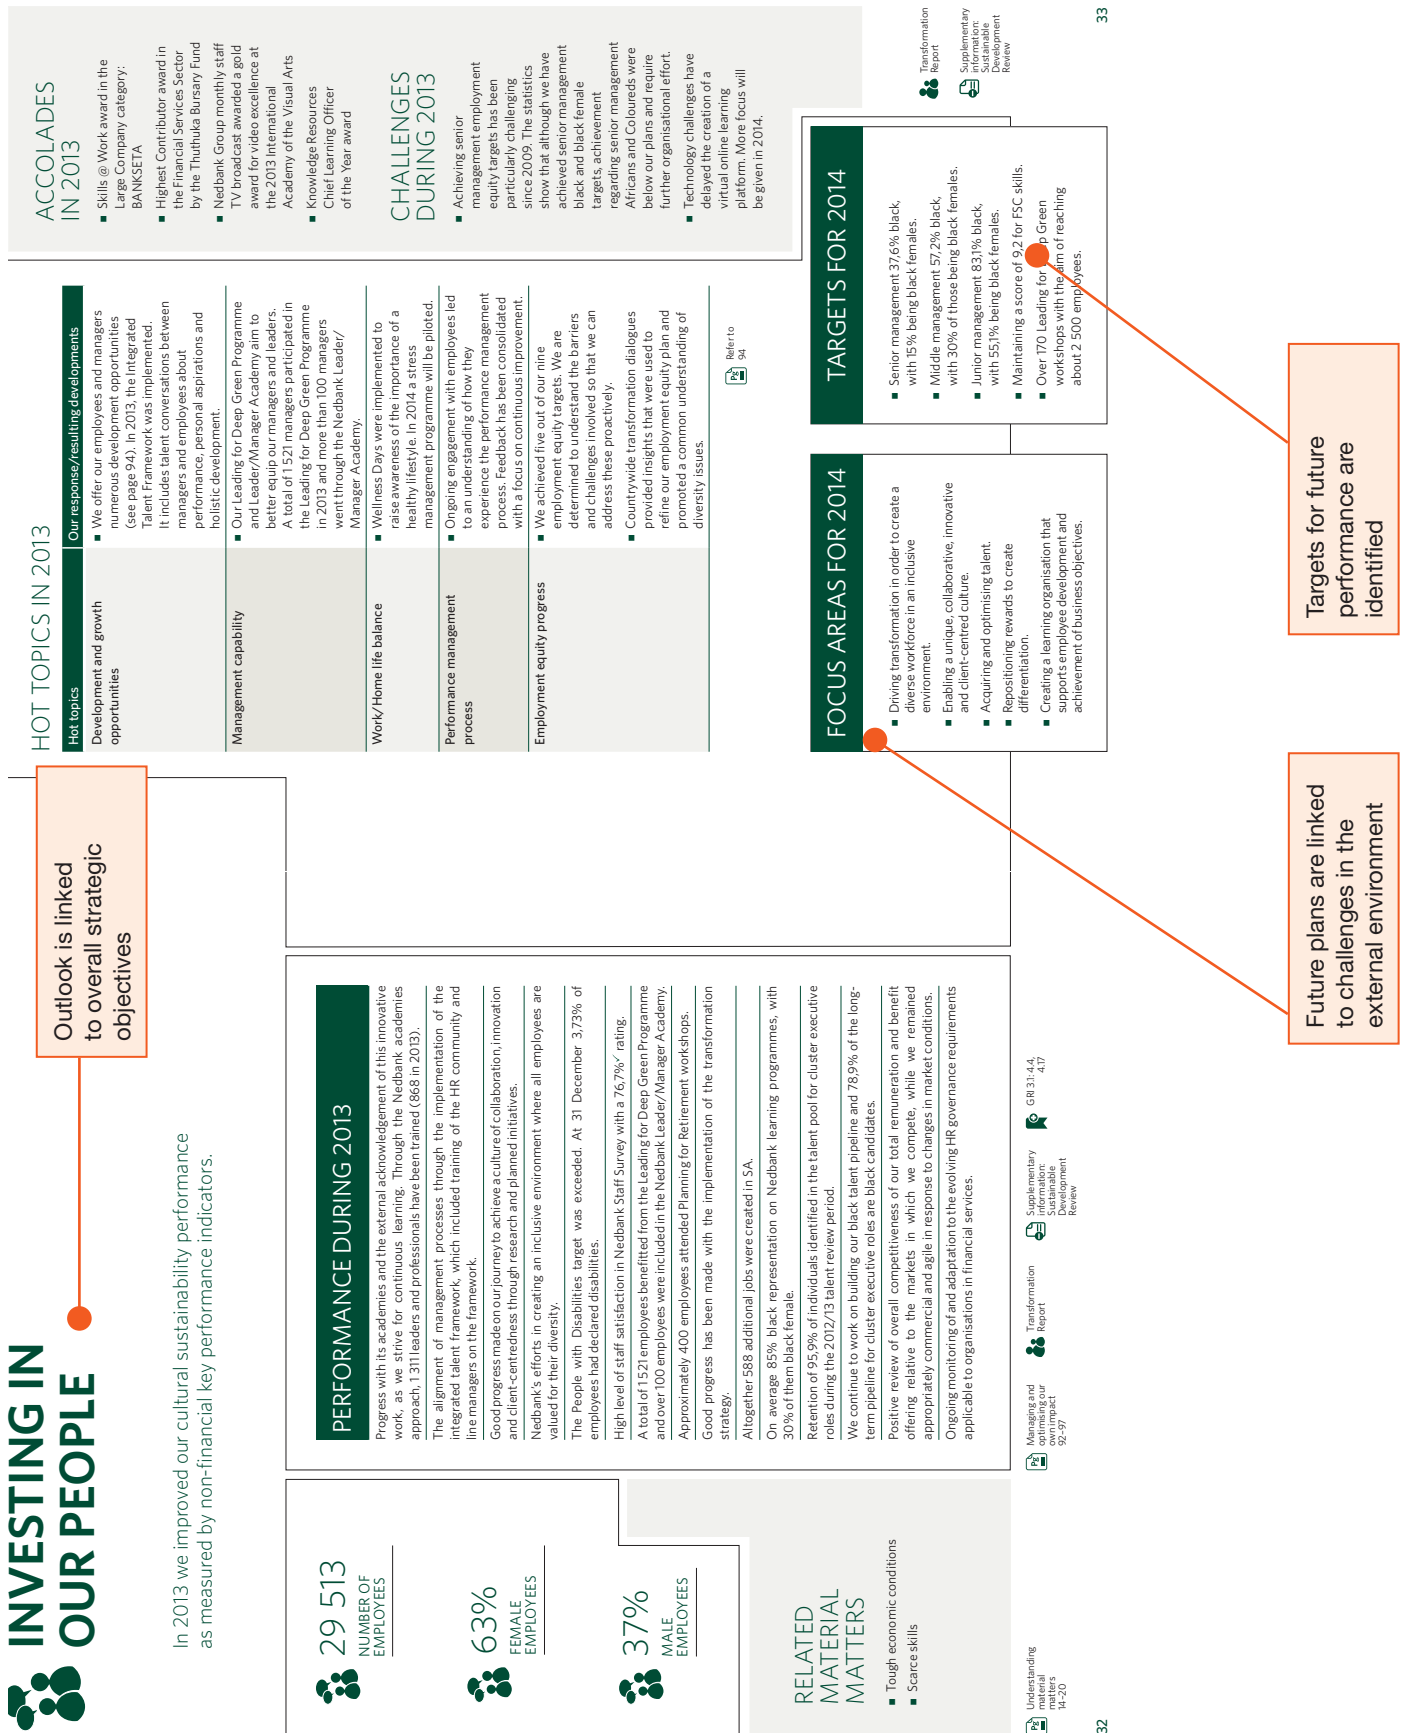 INVESTING IN
OUR PEOPLE
Outlook is linked
to overall strategic
objectives
In 2013 we improved our cultural sustainability performance
as measured by non-financial key performance indicators.
29 513
NUMBER OF
EMPLOYEES
63%
FEMALE
EMPLOYEES
37%
MALE
EMPLOYEES
RELATED
MATERIAL
MATTERS
■ Tough economic conditions
■ Scarce skills
PERFORMANCE DURING 2013
Progress with its academies and the external acknowledgement of this innovative
work, as we strive for continuous learning. Through the Nedbank academies
approach, 1 311 leaders and professionals have been trained (868 in 2013).
The alignment of management processes through the implementation of the
integrated talent framework, which included training of the HR community and
line managers on the framework.
Good progress made on our journey to achieve a culture of collaboration, innovation
and client-centredness through research and planned initiatives.
Nedbank's efforts in creating an inclusive environment where all employees are
valued for their diversity.
The People with Disabilities target was exceeded. At 31 December 3,73% of
employees had declared disabilities.
High level of staff satisfaction in Nedbank Staff Survey with a 76,7%✓ rating.
A total of 1 521 employees benefitted from the Leading for Deep Green Programme
and over 100 employees were included in the Nedbank Leader/Manager Academy.
Approximately 400 employees attended Planning for Retirement workshops.
Good progress has been made with the implementation of the transformation
strategy.
Altogether 588 additional jobs were created in SA.
On average 85% black representation on Nedbank learning programmes, with
30% of them black female.
Retention of 95,9% of individuals identified in the talent pool for cluster executive
roles during the 2012/13 talent review period.
We continue to work on building our black talent pipeline and 78,9% of the long-
term pipeline for cluster executive roles are black candidates.
Positive review of overall competitiveness of our total remuneration and benefit
offering relative to the markets in which we compete, while we remained
appropriately commercial and agile in response to changes in market conditions.
Ongoing monitoring of and adaptation to the evolving HR governance requirements
applicable to organisations in financial services.
Pg
Understanding
material
matters
14-20
Pg
Managing and
optimising our
own impact
92-97
Transformation
Report
Supplementary
information:
Sustainable
Development
Review
GRI 3.1: 4.4,
4.17
32
HOT TOPICS IN 2013
Hot topics
Our response/resulting developments
Development and growth
opportunities
■ We offer our employees and managers
numerous development opportunities
(see page 94). In 2013, the Integrated
Talent Framework was implemented.
It includes talent conversations between
managers and employees about
performance, personal aspirations and
holistic development.
Management capability
■ Our Leading for Deep Green Programme
and Leader/Manager Academy aim to
better equip our managers and leaders.
A total of 1 521 managers participated in
the Leading for Deep Green Programme
in 2013 and more than 100 managers
went through the Nedbank Leader/
Manager Academy.
Work/Home life balance
■ Wellness Days were implemented to
raise awareness of the importance of a
healthy lifestyle. In 2014 a stress
management programme will be piloted.
Performance management
process
■ Ongoing engagement with employees led
to an understanding of how they
experience the performance management
process. Feedback has been consolidated
with a focus on continuous improvement.
Employment equity progress
■ We achieved five out of our nine
employment equity targets. We are
determined to understand the barriers
and challenges involved so that we can
address these proactively.
■ Countrywide transformation dialogues
provided insights that were used to
refine our employment equity plan and
promoted a common understanding of
diversity issues.
Pg
Refer to
94
ACCOLADES
IN 2013
■ Skills @ Work award in the
Large Company category:
BANKSETA
■ Highest Contributor award in
the Financial Services Sector
by the Thuthuka Bursary Fund
■ Nedbank Group monthly staff
TV broadcast awarded a gold
award for video excellence at
the 2013 International
Academy of the Visual Arts
■ Knowledge Resources
Chief Learning Officer
of the Year award
CHALLENGES
DURING 2013
■ Achieving senior
management employment
equity targets has been
particularly challenging
since 2009. The statistics
show that although we have
achieved senior management
black and black female
targets, achievement
regarding senior management
Africans and Coloureds were
below our plans and require
further organisational effort.
■ Technology challenges have
delayed the creation of a
virtual online learning
platform. More focus will
be given in 2014.
FOCUS AREAS FOR 2014
■ Driving transformation in order to create a
diverse workforce in an inclusive
environment.
■ Enabling a unique, collaborative, innovative
and client-centred culture.
■ Acquiring and optimising talent.
■ Repositioning rewards to create
differentiation.
■ Creating a learning organisation that
supports employee development and
achievement of business objectives.
TARGETS FOR 2014
■ Senior management 37,6% black,
with 15% being black females.
■ Middle management 57,2% black,
with 30% of those being black females.
■ Junior management 83,1% black,
with 55,1% being black females.
■ Maintaining a score of 9,2 for FSC skills.
■ Over 170 Leading for p Green
workshops with the aim of reaching
about 2 500 employees.
Transformation
Report
Supplementary
information:
Sustainable
Development
Review
33
Future plans are linked
to challenges in the
external environment
Targets for future
performance are
identified